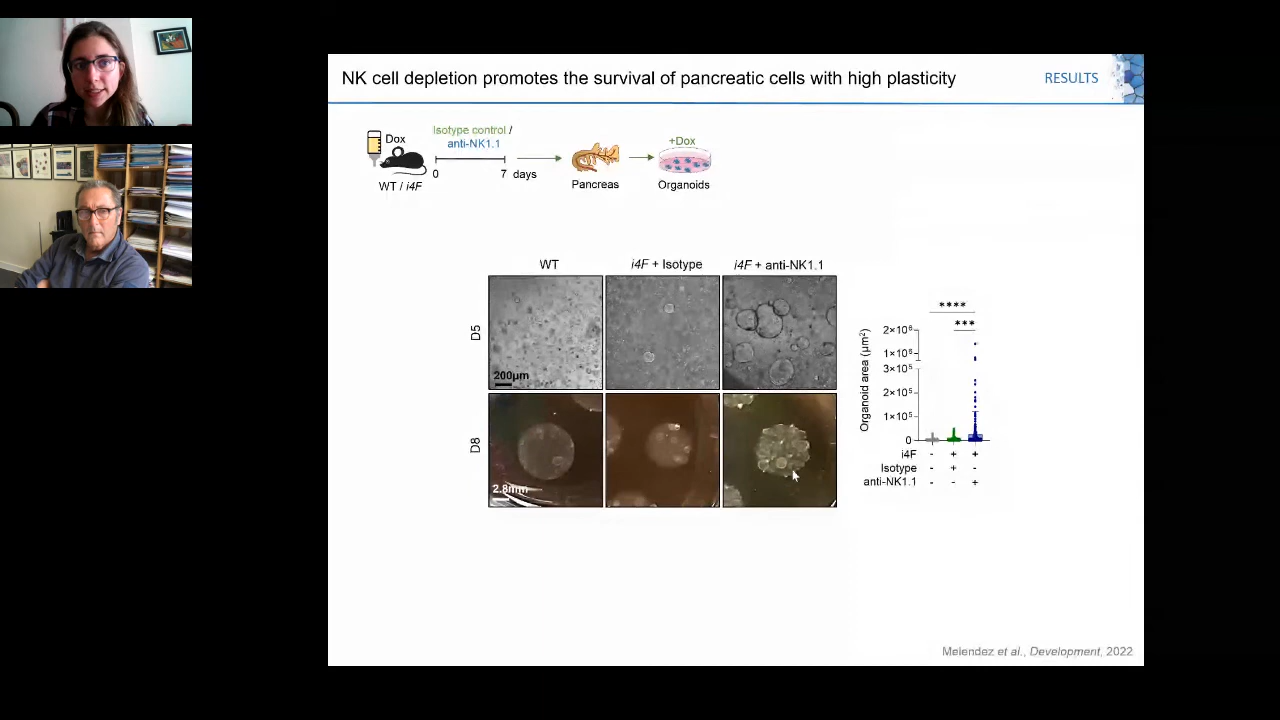 NK cell depletion promotes the survival of pancreatic cells with high plasticity
RESULTS
Isotype control /
anti-NK1.1
Dox
+Dox
0
7 days
WT / i4F
Pancreas
Organoids
WT
i4F + Isotype
i4F + anti-NK1.1
D5
200µm
D8
2.8mm
****
***
Organoid area (µm²)
2×10⁶
1×10⁶
3×10⁵
2×10⁵
1×10⁵
0
i4F - + +
Isotype - + -
anti-NK1.1 - - +
Melendez et al., Development, 2022